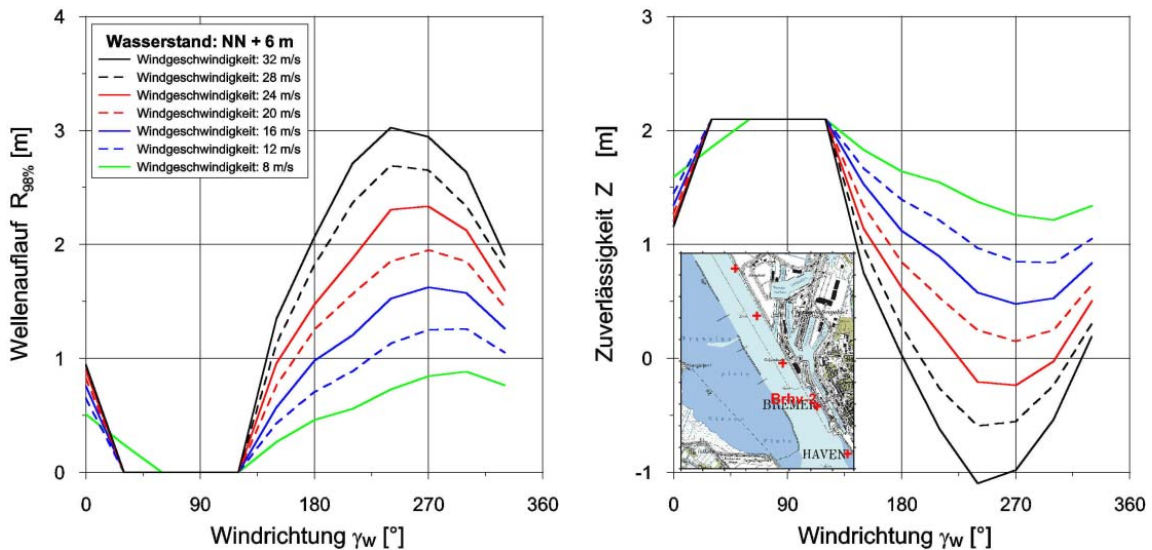 4
3
2
1
0
Wellenauflauf R98% [m]
Wasserstand: NN + 6 m
Windgeschwindigkeit: 32 m/s
Windgeschwindigkeit: 28 m/s
Windgeschwindigkeit: 24 m/s
Windgeschwindigkeit: 20 m/s
Windgeschwindigkeit: 16 m/s
Windgeschwindigkeit: 12 m/s
Windgeschwindigkeit: 8 m/s
0 90 180 270 360
Windrichtung γW [°]
3
2
1
0
-1
Zuverlässigkeit Z [m]
Brhv-2
BREMER
HAVEN
0 90 180 270 360
Windrichtung γW [°]